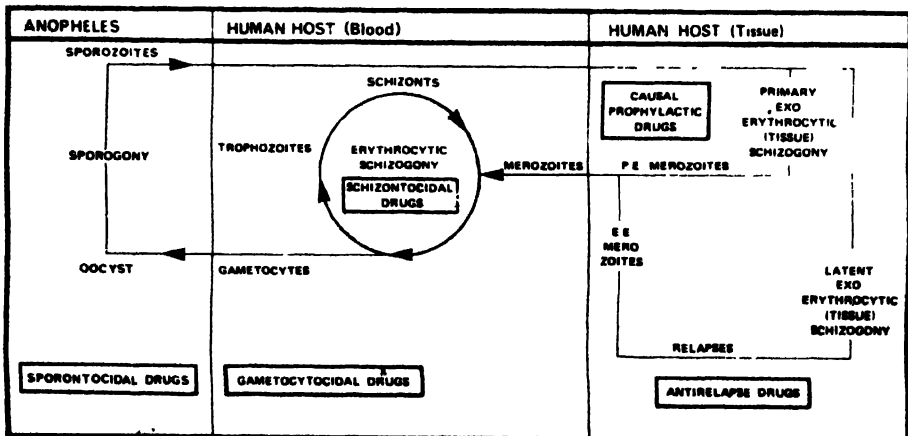 ANOPHELES
HUMAN HOST (Blood)
HUMAN HOST (Tissue)
SPOROZOITES
SPOROGONY
OOCYST
SPORONTOCIDAL DRUGS
SCHIZONTS
TROPHOZOITES
ERYTHROCYTIC
SCHIZOGONY
SCHIZONTOCIDAL
DRUGS
MEROZOITES
GAMETOCYTES
GAMETOCYTOCIDAL DRUGS
CAUSAL
PROPHYLACTIC
DRUGS
PRIMARY
EXO
ERYTHROCYTIC
(TISSUE)
SCHIZOGONY
P E MEROZOITES
E E
MERO
ZOITES
LATENT
EXO
ERYTHROCYTIC
(TISSUE)
SCHIZOGONY
RELAPSES
ANTIRELAPSE DRUGS